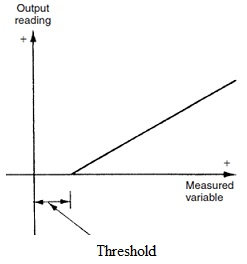 Output
reading
+
+
Measured
variable
Threshold